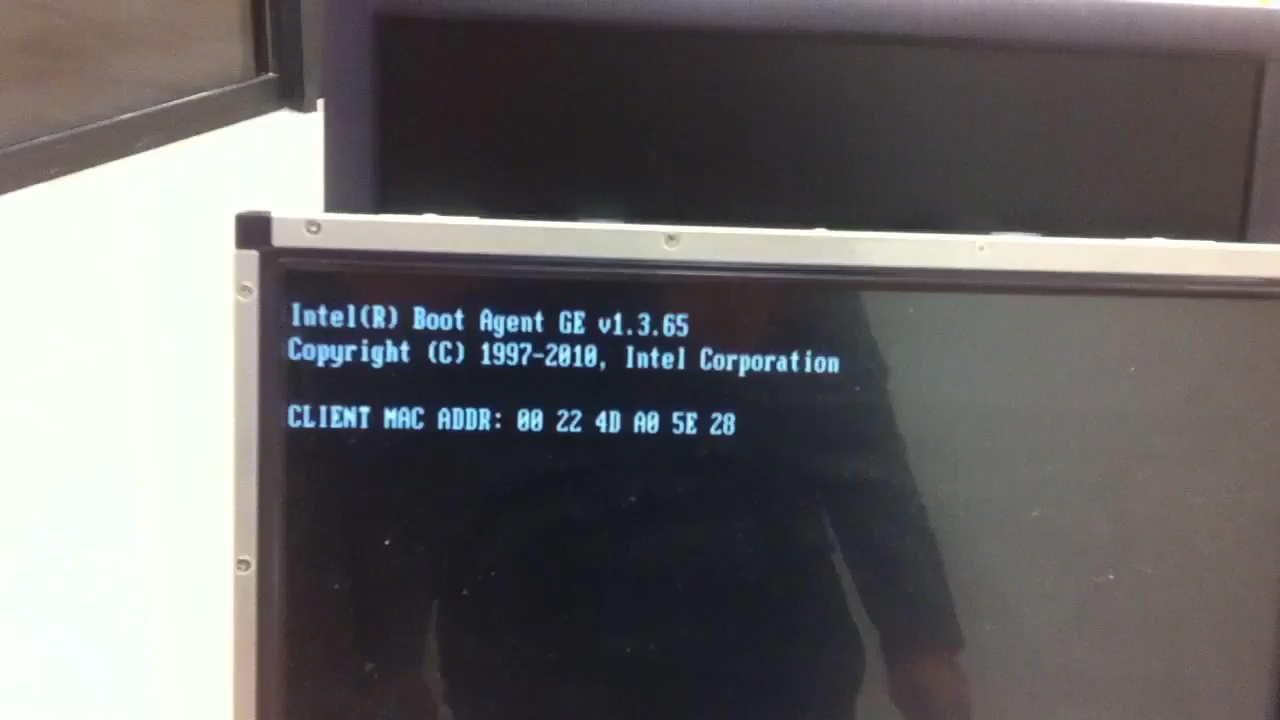 Intel(R) Boot Agent GE v1.3.65
Copyright (C) 1997-2010, Intel Corporation
CLIENT MAC ADDR: 00 22 4D A0 5E 28